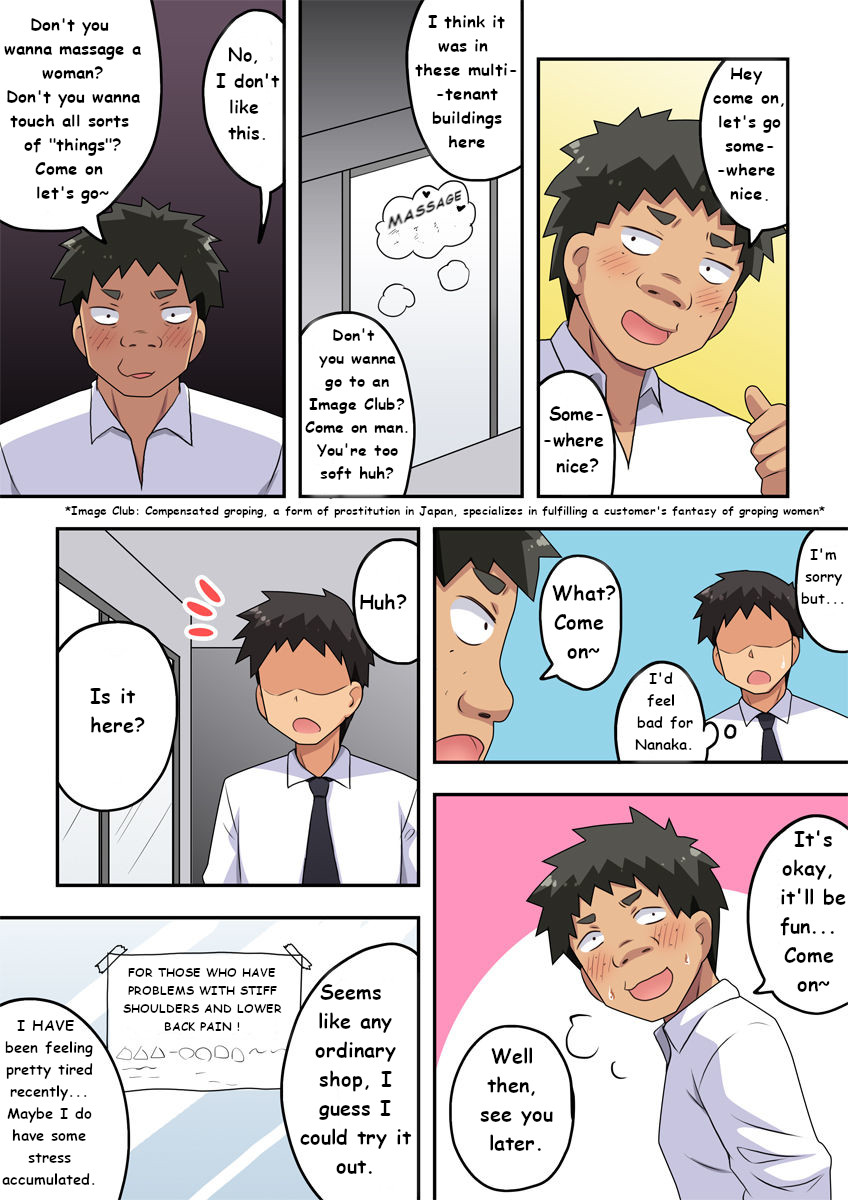 Hey
come on,
let's go
some-
-where
nice.
Some-
-where
nice?
I think it
was in
these multi-
-tenant
buildings
here
MASSAGE
Don't
you wanna
go to an
Image Club?
Come on man.
You're too
soft huh?
No,
I don't
like
this.
Don't you
wanna massage a
woman?
Don't you wanna
touch all sorts
of "things"?
Come on
let's go~
*Image Club: Compensated groping, a form of prostitution in Japan, specializes in fulfilling a customer's fantasy of groping women*
I'm
sorry
but...
What?
Come
on~
I'd
feel
bad for
Nanaka.
Huh?
Is it
here?
It's
okay,
it'll be
fun...
Come
on~
Well
then,
see you
later.
Seems
like any
ordinary
shop, I
guess I
could try it
out.
FOR THOSE WHO HAVE
PROBLEMS WITH STIFF
SHOULDERS AND LOWER
BACK PAIN !
I HAVE
been feeling
pretty tired
recently...
Maybe I do
have some
stress
accumulated.